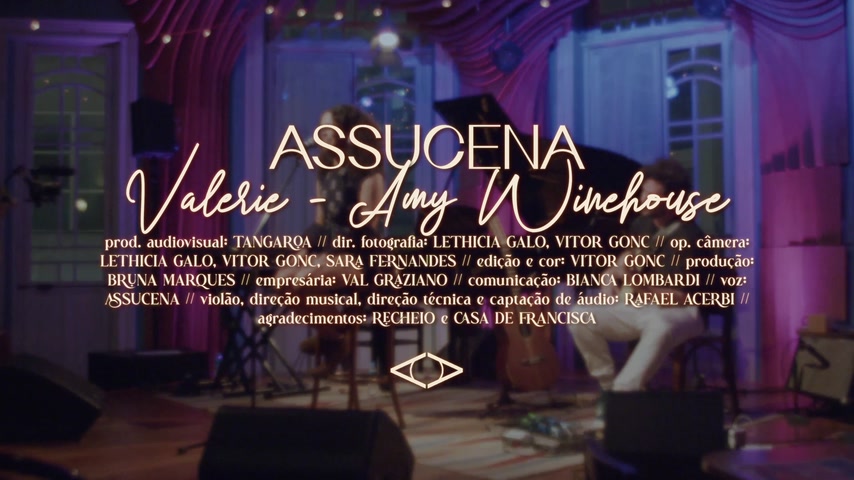 ASSUCENA
Valerie - Amy Winehouse
prod. audiovisual: TANGAROA // dir. fotografia: LETHICIA GALO, VITOR GONC // op. câmera:
LETHICIA GALO, VITOR GONC, SARA FERNANDES // edição e cor: VITOR GONC // produção:
BRUNA MARQUES // empresária: VAL GRAZIANO // comunicação: BIANCA LOMBARDI // voz:
ASSUCENA // violão, direção musical, direção técnica e captação de áudio: RAFAEL ACERBI //
agradecimentos: RECHEIO e CASA DE FRANCISCA